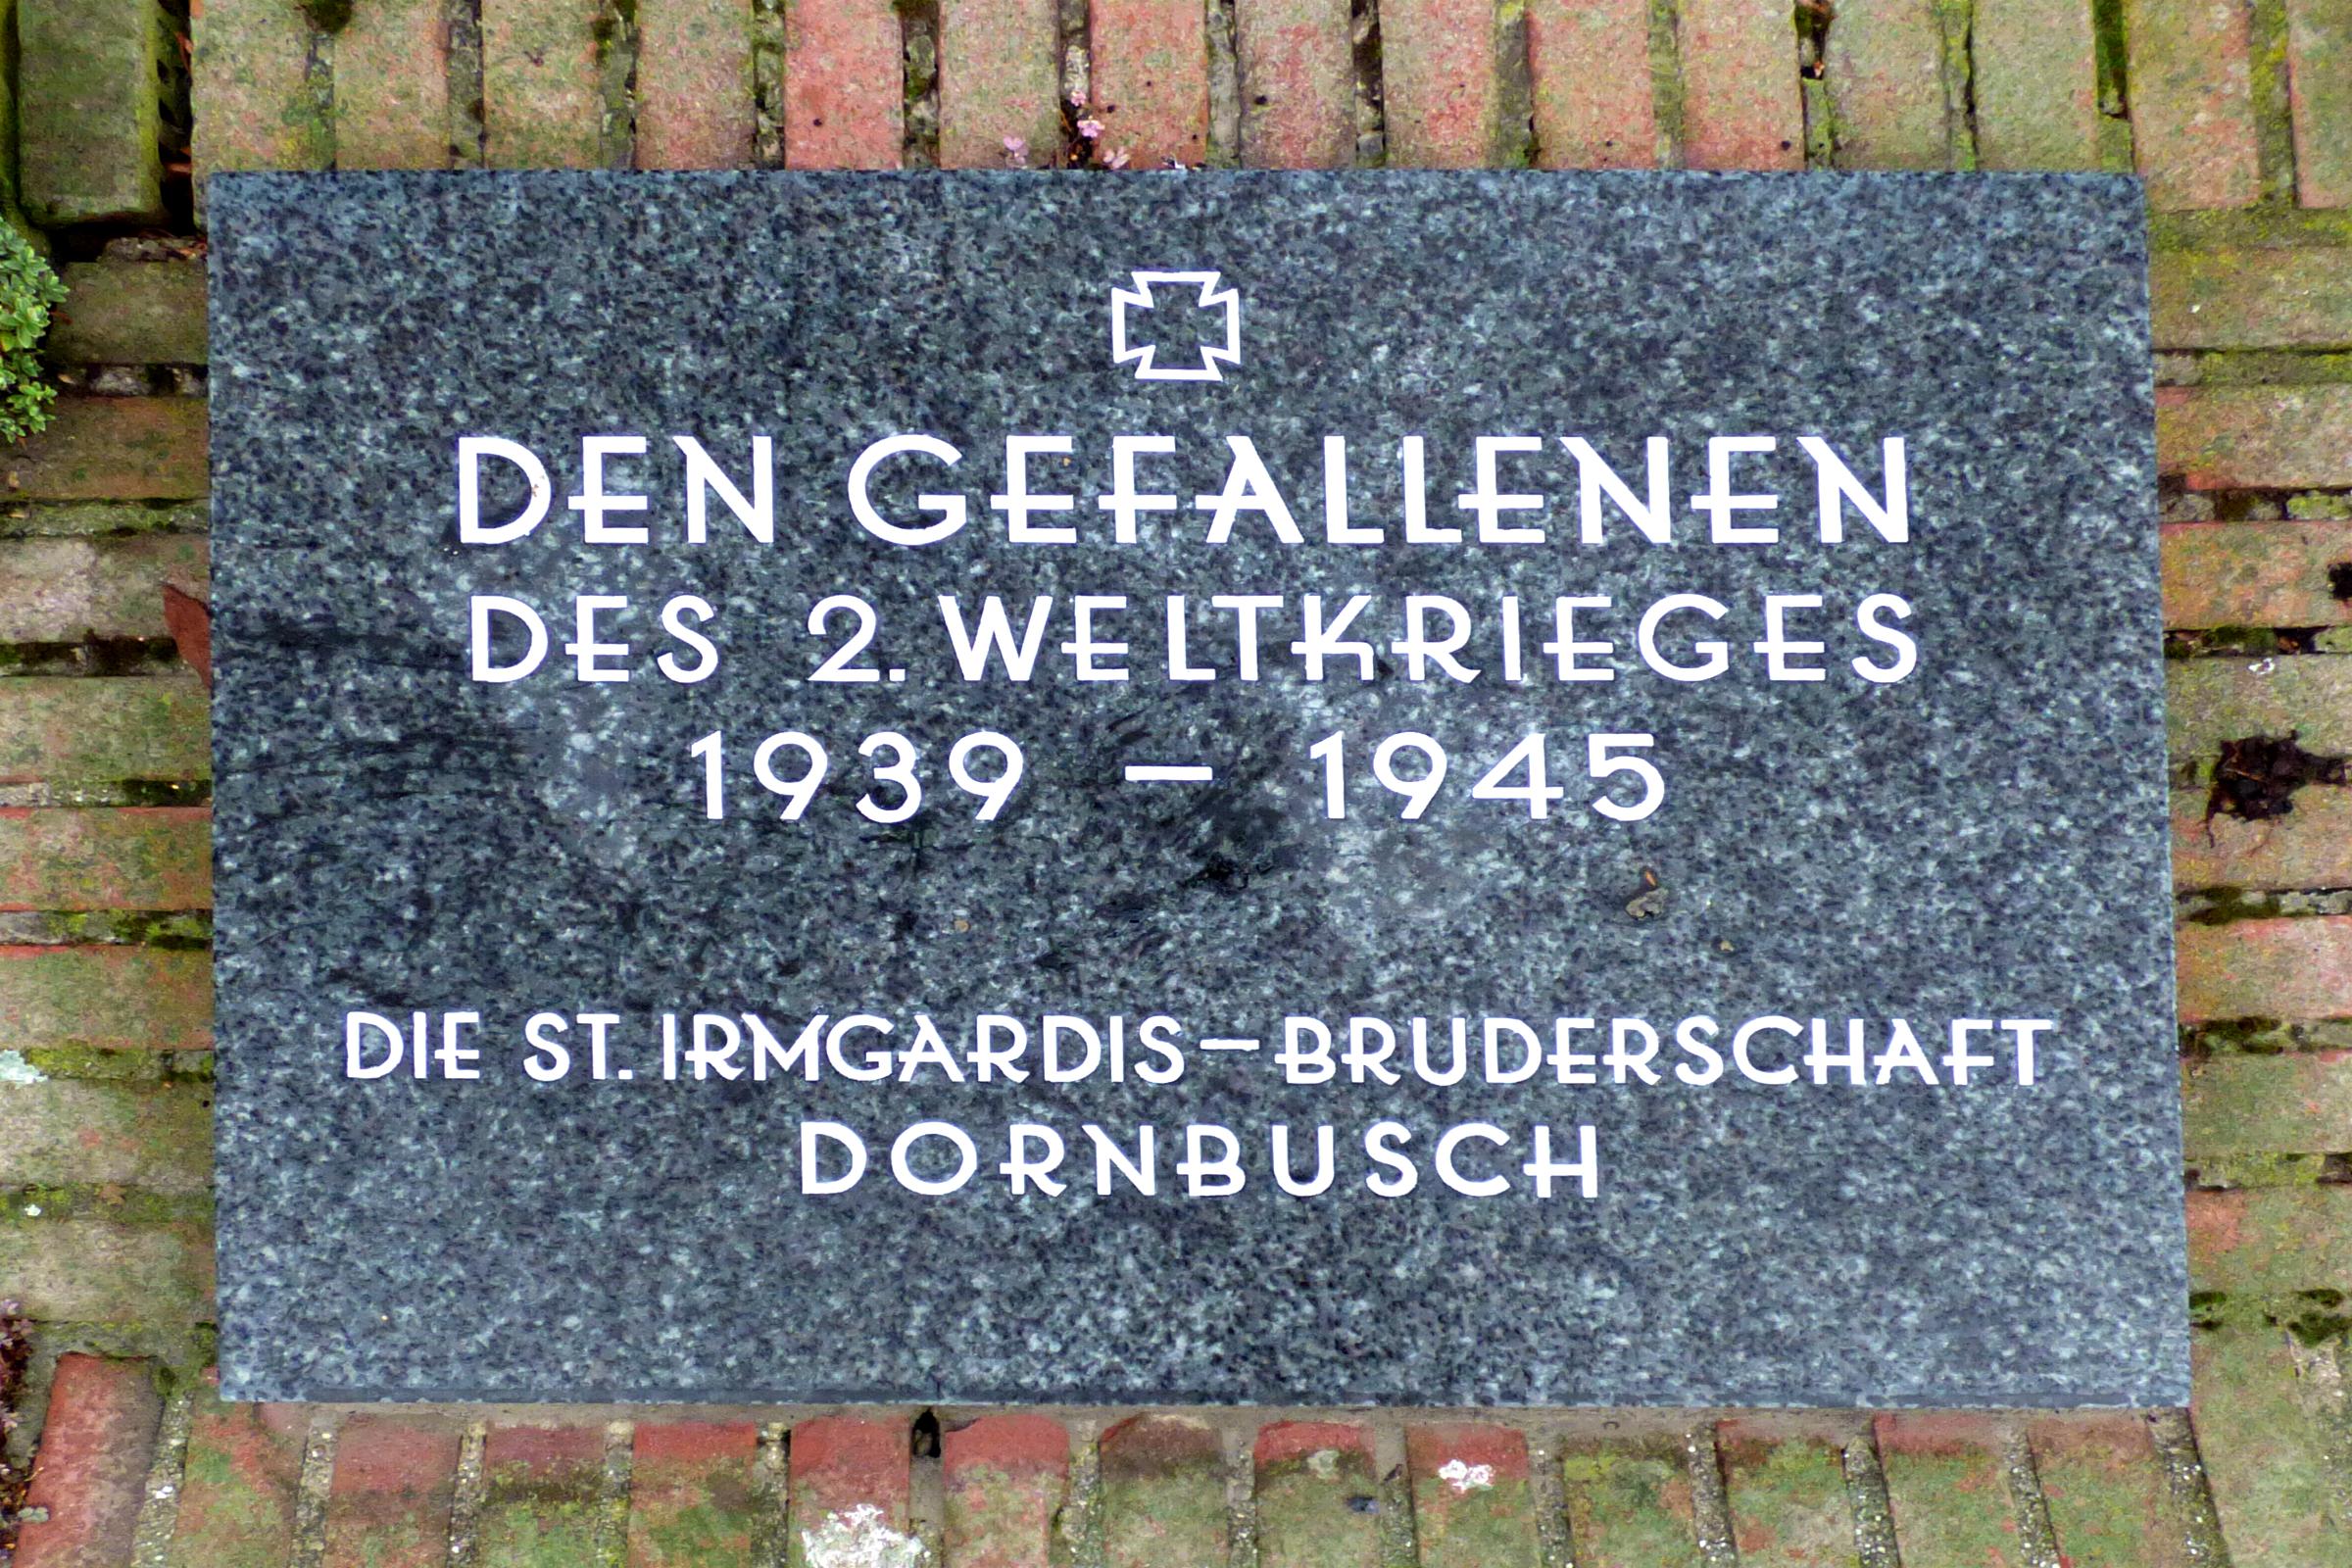 DEN GEFALLENEN
DES 2. WELTKRIEGES
1939 – 1945
DIE ST. IRMGARDIS–BRUDERSCHAFT
DORNBUSCH